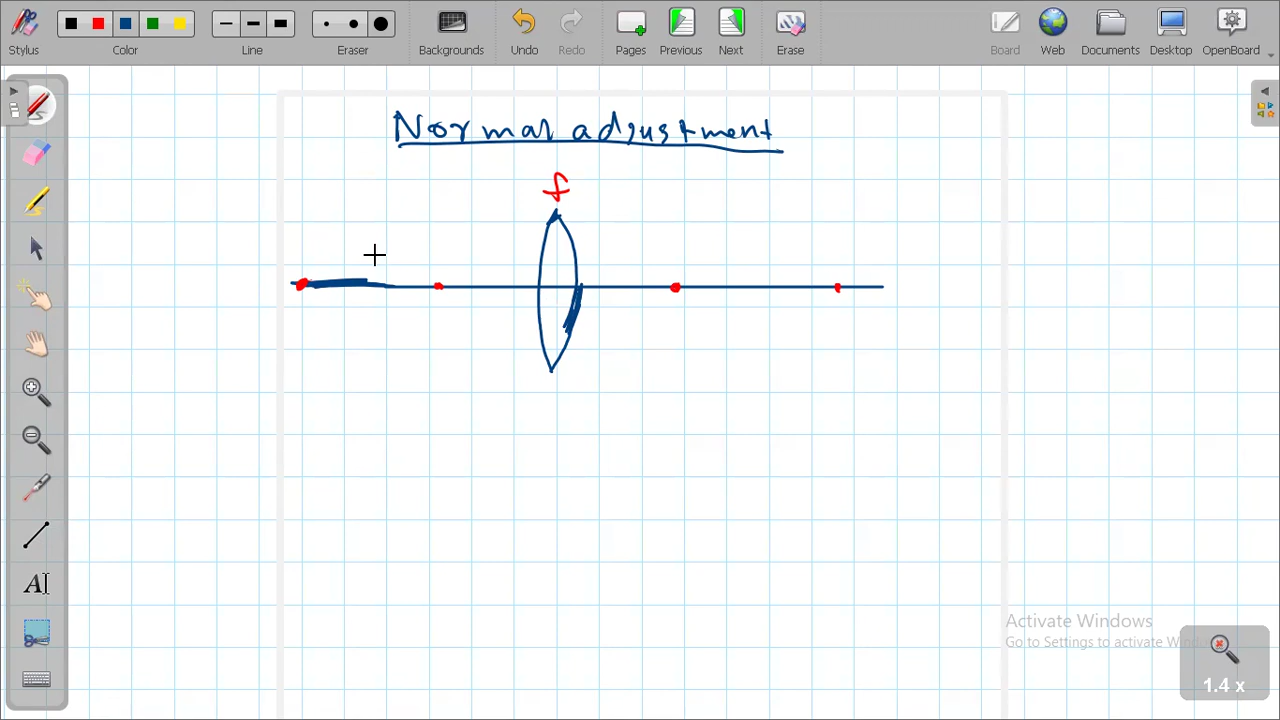 Stylus
Color
Line
Eraser
Backgrounds
Undo
Redo
Pages
Previous
Next
Erase
Board
Web
Documents
Desktop
OpenBoard
Normal adjustment
f
A
Activate Windows
Go to Settings to activate Win
1.4 x